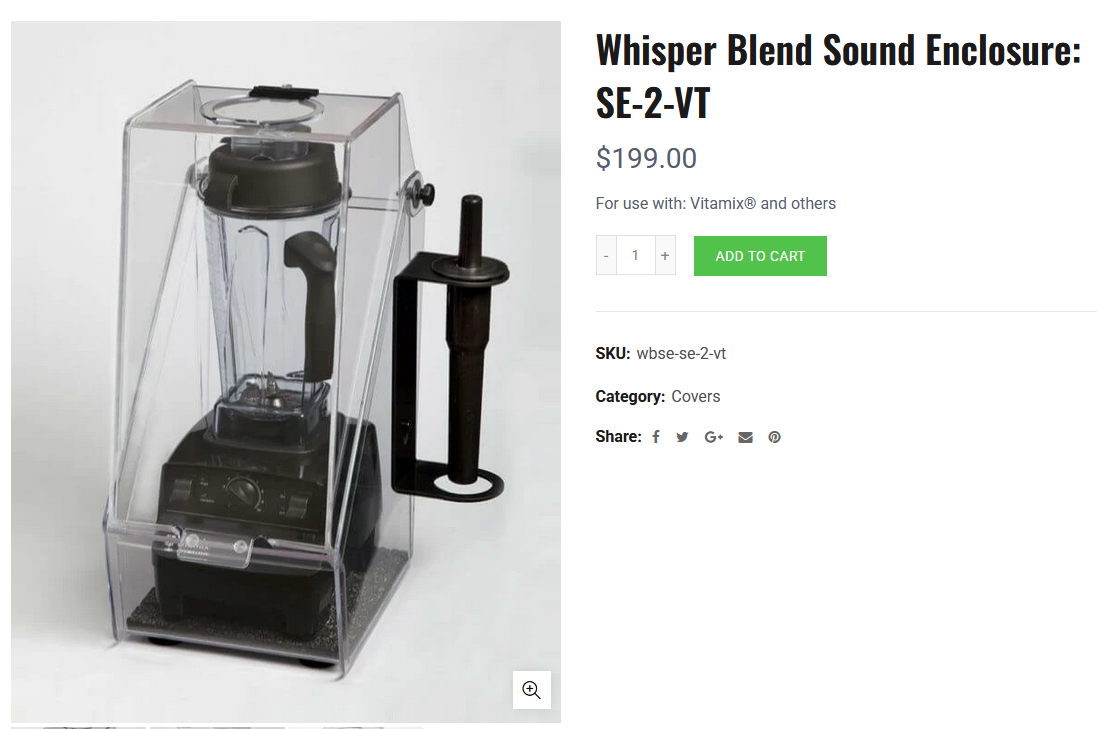 Whisper Blend Sound Enclosure:
SE-2-VT
$199.00
For use with: Vitamix® and others
- 1 + ADD TO CART
SKU: wbse-se-2-vt
Category: Covers
Share: